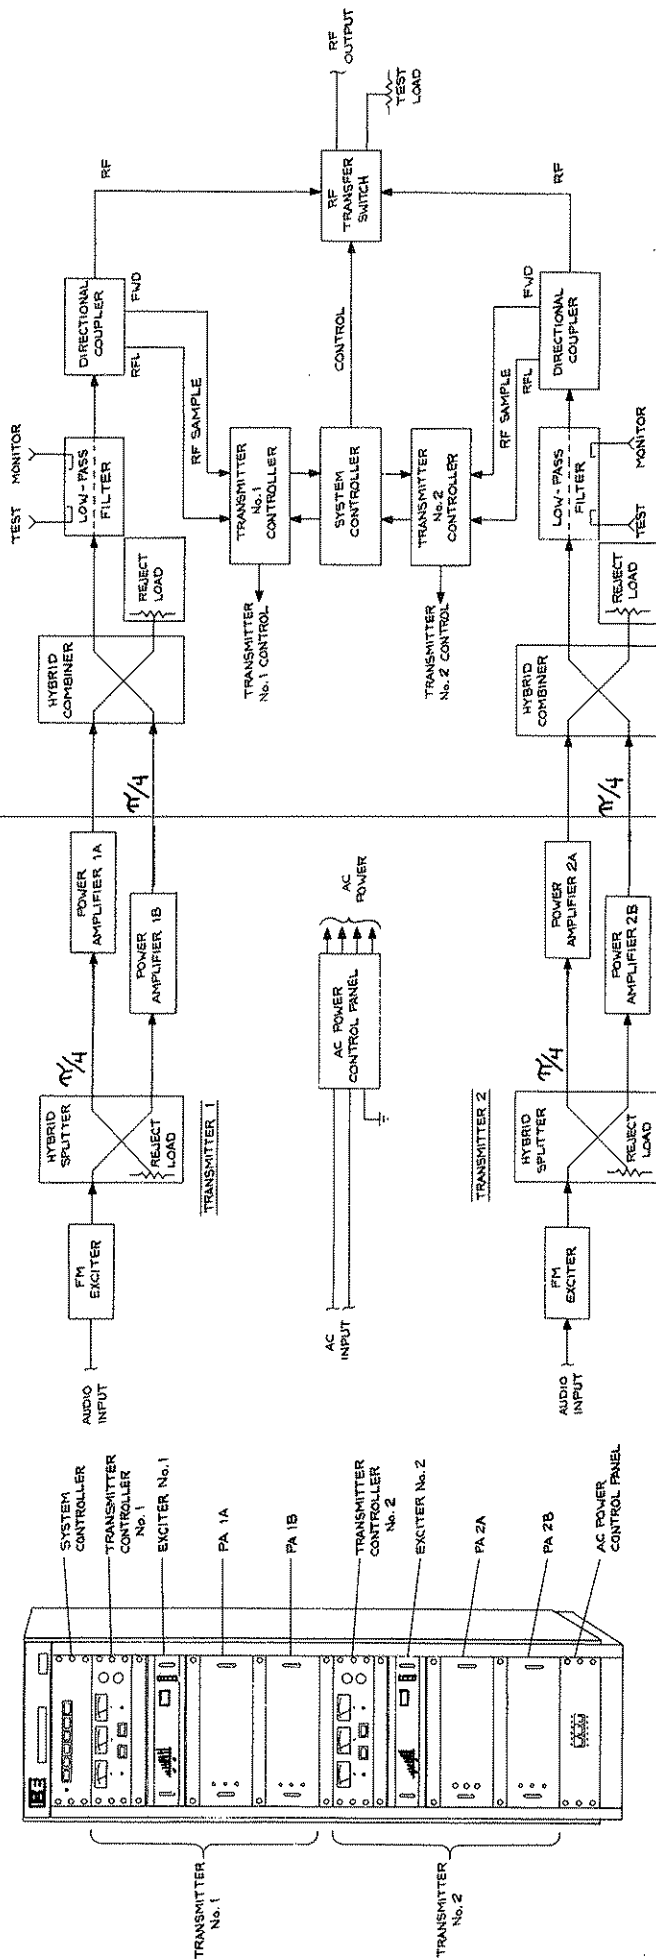 AUDIO
INPUT
FM
EXCITER
HYBRID
SPLITTER
REJECT
LOAD
TRANSMITTER 1
π/4
POWER
AMPLIFIER 1A
POWER
AMPLIFIER 1B
π/4
HYBRID
COMBINER
REJECT
LOAD
TEST
MONITOR
LOW-PASS
FILTER
DIRECTIONAL
COUPLER
RFL
FWD
RF
RF SAMPLE
TRANSMITTER
No.1
CONTROLLER
TRANSMITTER
No.1 CONTROL
SYSTEM
CONTROLLER
CONTROL
RF
TRANSFER
SWITCH
RF
OUTPUT
TEST
LOAD
TRANSMITTER
No.2
CONTROLLER
TRANSMITTER
No.2 CONTROL
RF SAMPLE
RFL
FWD
RF
AC
INPUT
AC POWER
CONTROL PANEL
AC
POWER
TRANSMITTER 2
AUDIO
INPUT
FM
EXCITER
HYBRID
SPLITTER
REJECT
LOAD
π/4
POWER
AMPLIFIER 2A
POWER
AMPLIFIER 2B
π/4
HYBRID
COMBINER
REJECT
LOAD
LOW-PASS
FILTER
TEST
MONITOR
DIRECTIONAL
COUPLER
BE
SYSTEM
CONTROLLER
TRANSMITTER
CONTROLLER
No.1
EXCITER No.1
PA 1A
PA 1B
TRANSMITTER
CONTROLLER
No.2
EXCITER No.2
PA 2A
PA 2B
AC POWER
CONTROL PANEL
TRANSMITTER
No.1
TRANSMITTER
No.2